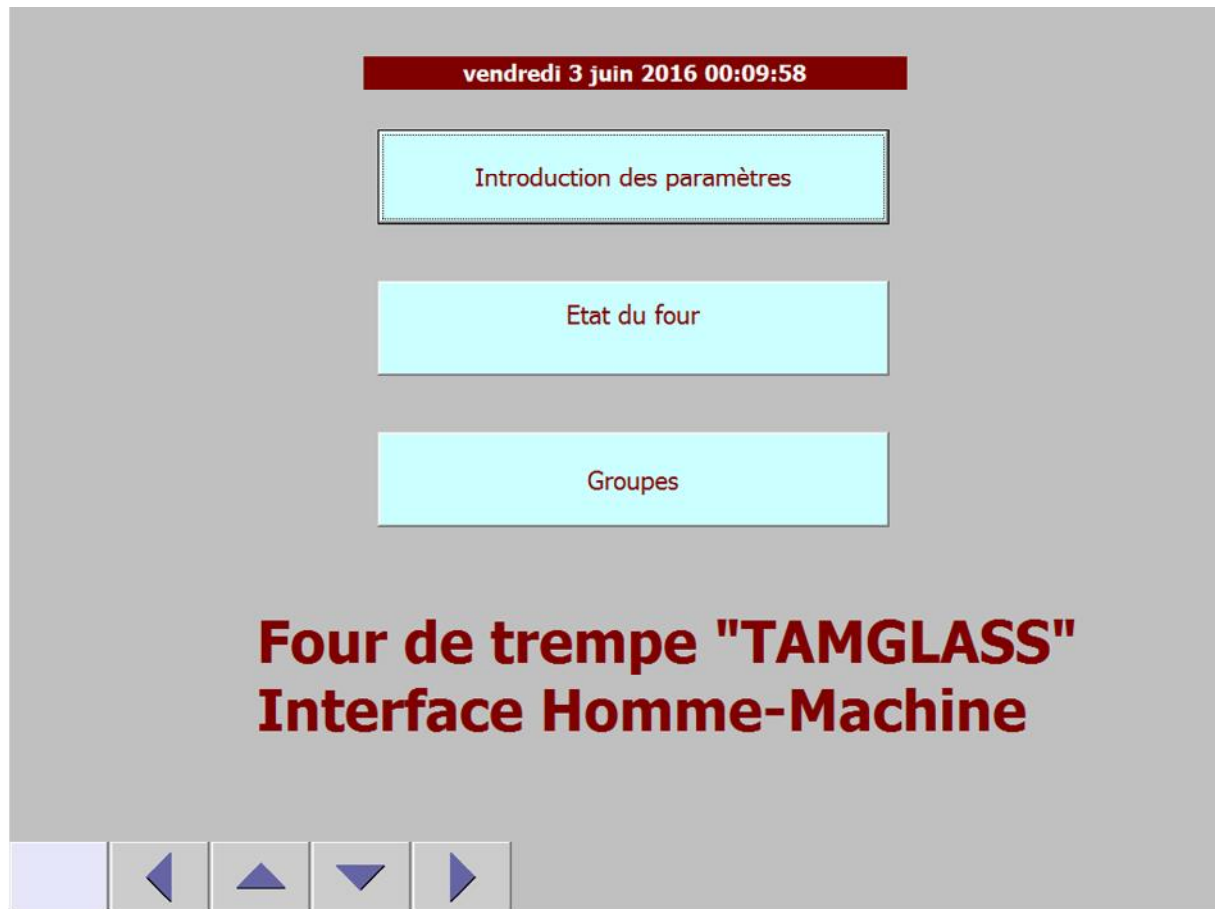 vendredi 3 juin 2016 00:09:58
Introduction des paramètres
Etat du four
Groupes
Four de trempe "TAMGLASS"
Interface Homme-Machine